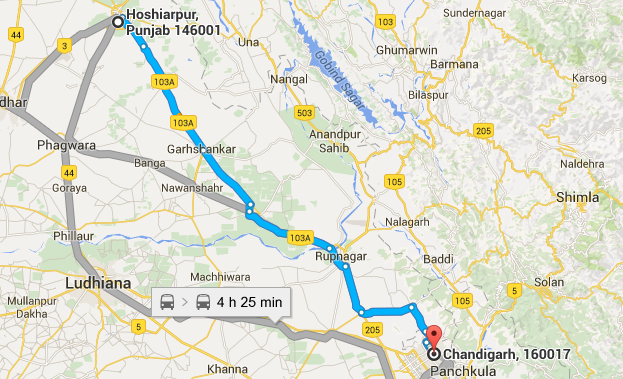 Sundernagar
44
Hoshiarpur,
Punjab 146001
103
3
Una
Ghumarwin
Gobind Sagar
Barmana
Karsog
103A
Nangal
Bilaspur
dhar
503
103A
Anandpur
Sahib
205
Phagwara
Garhshankar
Banga
Naldehra
44
Nawanshahr
105
Goraya
Shimla
Nalagarh
Phillaur
103A
Rupnagar
Baddi
Machhiwara
Solan
Ludhiana
105
5
4 h 25 min
Mullanpur
Dakha
5
205
Chandigarh, 160017
Khanna
Panchkula